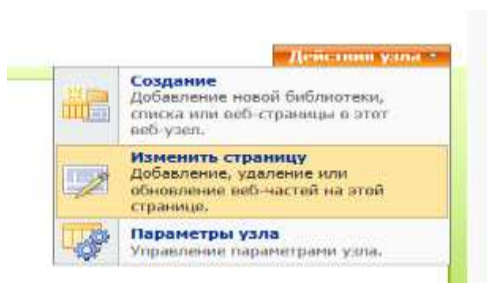 Действия узла
Создание
Добавление новой библиотеки,
списка или веб-страницы в этот
веб-узел.
Изменить страницу
Добавление, удаление или
обновление веб-частей на этой
странице.
Параметры узла
Управление параметрами узла.